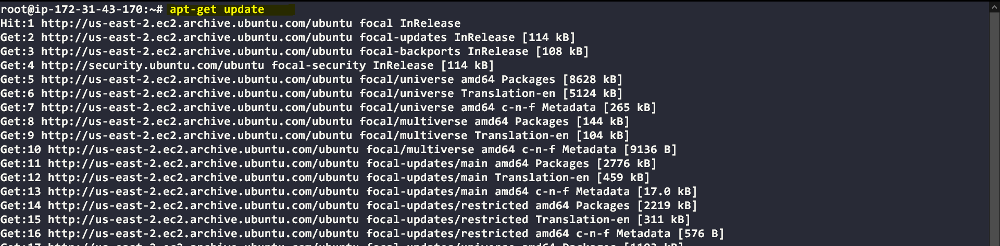 root@ip-172-31-43-170:~# apt-get update
Hit:1 http://us-east-2.ec2.archive.ubuntu.com/ubuntu focal InRelease
Get:2 http://us-east-2.ec2.archive.ubuntu.com/ubuntu focal-updates InRelease [114 kB]
Get:3 http://us-east-2.ec2.archive.ubuntu.com/ubuntu focal-backports InRelease [108 kB]
Get:4 http://security.ubuntu.com/ubuntu focal-security InRelease [114 kB]
Get:5 http://us-east-2.ec2.archive.ubuntu.com/ubuntu focal/universe amd64 Packages [8628 kB]
Get:6 http://us-east-2.ec2.archive.ubuntu.com/ubuntu focal/universe Translation-en [5124 kB]
Get:7 http://us-east-2.ec2.archive.ubuntu.com/ubuntu focal/universe amd64 c-n-f Metadata [265 kB]
Get:8 http://us-east-2.ec2.archive.ubuntu.com/ubuntu focal/multiverse amd64 Packages [144 kB]
Get:9 http://us-east-2.ec2.archive.ubuntu.com/ubuntu focal/multiverse Translation-en [104 kB]
Get:10 http://us-east-2.ec2.archive.ubuntu.com/ubuntu focal/multiverse amd64 c-n-f Metadata [9136 B]
Get:11 http://us-east-2.ec2.archive.ubuntu.com/ubuntu focal-updates/main amd64 Packages [2776 kB]
Get:12 http://us-east-2.ec2.archive.ubuntu.com/ubuntu focal-updates/main Translation-en [459 kB]
Get:13 http://us-east-2.ec2.archive.ubuntu.com/ubuntu focal-updates/main amd64 c-n-f Metadata [17.0 kB]
Get:14 http://us-east-2.ec2.archive.ubuntu.com/ubuntu focal-updates/restricted amd64 Packages [2219 kB]
Get:15 http://us-east-2.ec2.archive.ubuntu.com/ubuntu focal-updates/restricted Translation-en [311 kB]
Get:16 http://us-east-2.ec2.archive.ubuntu.com/ubuntu focal-updates/restricted amd64 c-n-f Metadata [576 B]